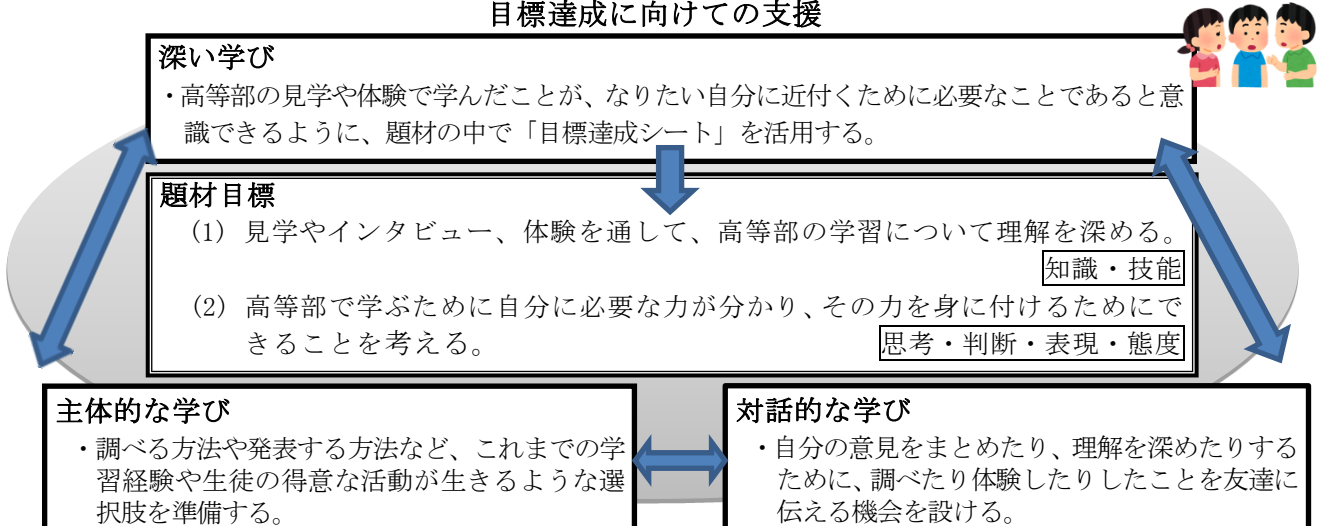 目標達成に向けての支援
深い学び
・高等部の見学や体験で学んだことが、なりたい自分に近付くために必要なことであると意
識できるように、題材の中で「目標達成シート」を活用する。
題材目標
(1) 見学やインタビュー、体験を通して、高等部の学習について理解を深める。
知識・技能
(2) 高等部で学ぶために自分に必要な力が分かり、その力を身に付けるためにで
きることを考える。
思考・判断・表現・態度
主体的な学び
・調べる方法や発表する方法など、これまでの学
習経験や生徒の得意な活動が生きるような選
択肢を準備する。
対話的な学び
・自分の意見をまとめたり、理解を深めたりする
ために、調べたり体験したりしたことを友達に
伝える機会を設ける。